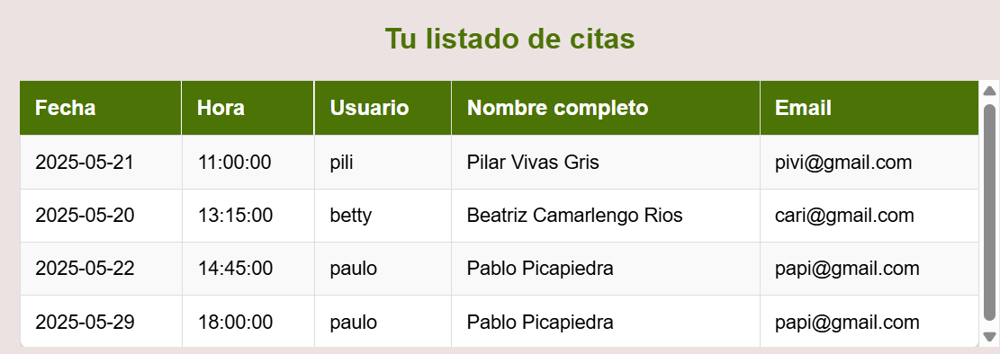 Tu listado de citas
Fecha Hora Usuario Nombre completo Email
2025-05-21 11:00:00 pili Pilar Vivas Gris pivi@gmail.com
2025-05-20 13:15:00 betty Beatriz Camarlengo Rios cari@gmail.com
2025-05-22 14:45:00 paulo Pablo Picapiedra papi@gmail.com
2025-05-29 18:00:00 paulo Pablo Picapiedra papi@gmail.com